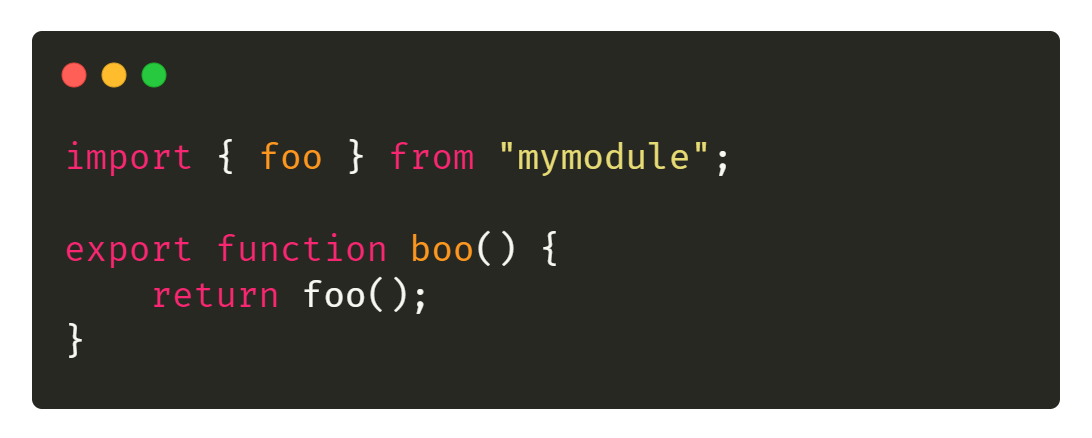 import { foo } from "mymodule";

export function boo() {
    return foo();
}